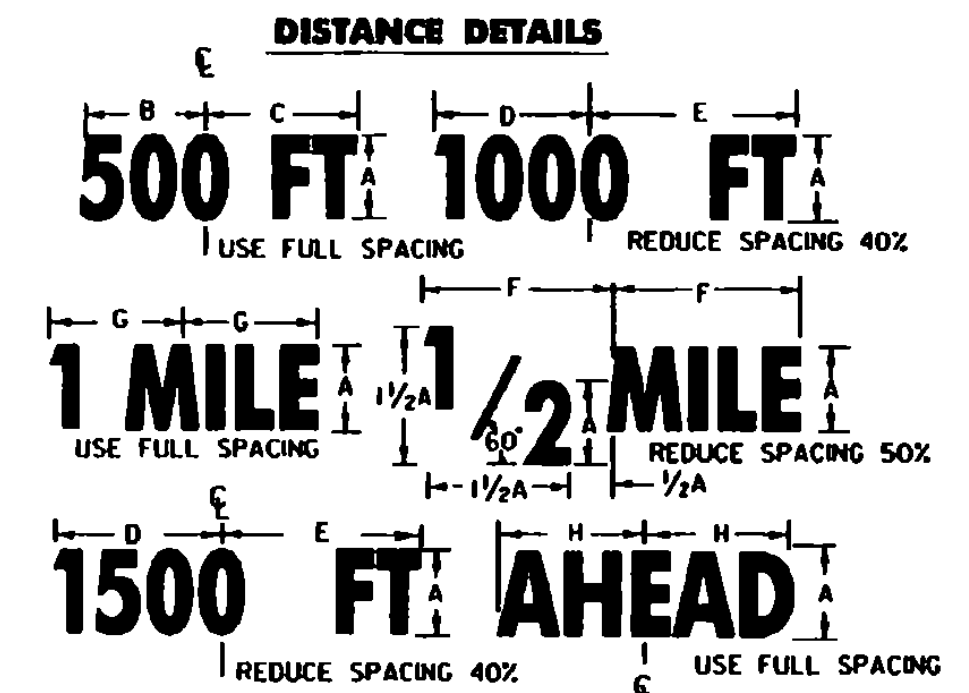 DISTANCE DETAILS
℄
B C D E
500 FT A 1000 FT A
USE FULL SPACING REDUCE SPACING 40%
F F
G G
1 MILE A 1½A 1/2 A MILE A
60°
USE FULL SPACING REDUCE SPACING 50%
1½A ½A
℄
D E H H
1500 FT A AHEAD A
REDUCE SPACING 40% USE FULL SPACING
℄